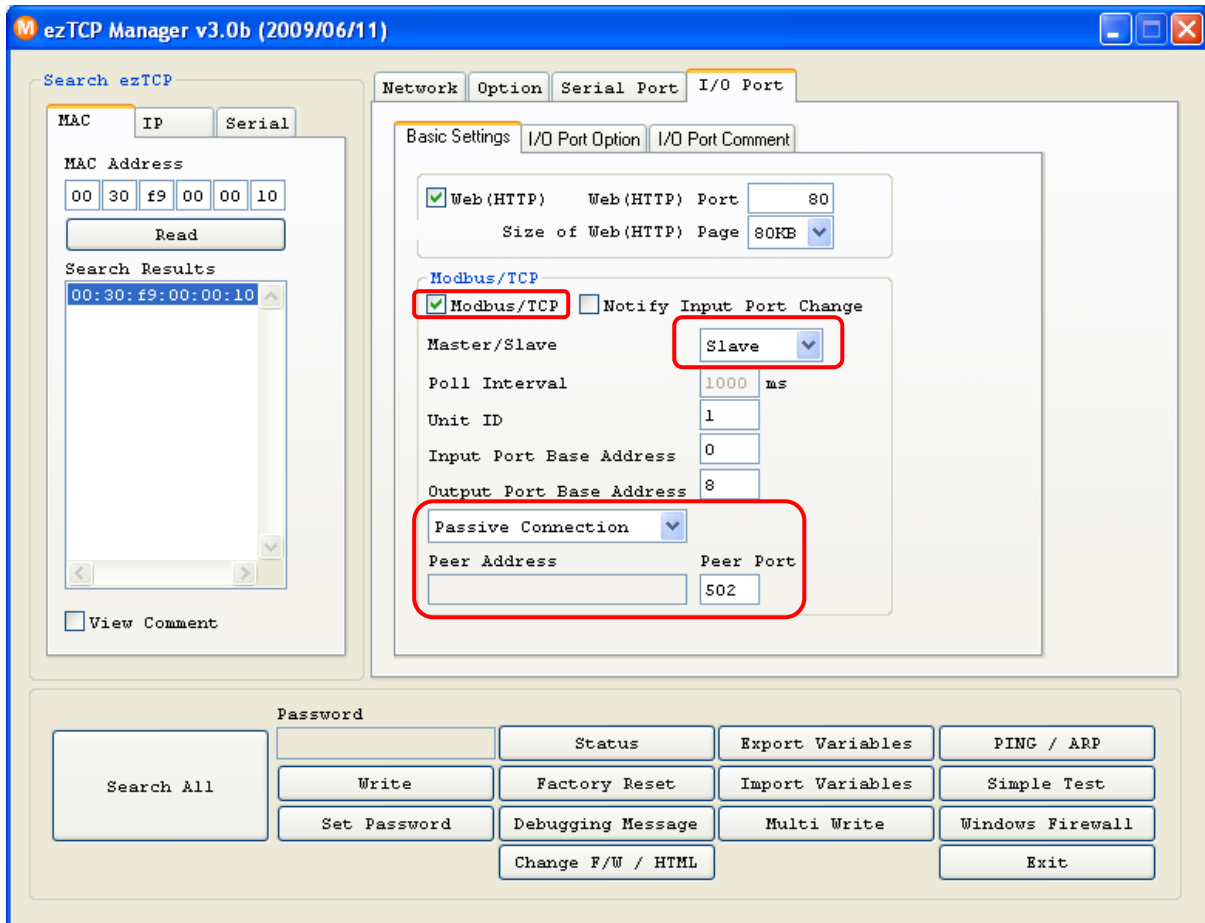 ezTCP Manager v3.0b (2009/06/11)
Search ezTCP
MAC IP Serial
MAC Address
00 30 f9 00 00 10
Read
Search Results
00:30:f9:00:00:10
View Comment
Network Option Serial Port I/O Port
Basic Settings I/O Port Option I/O Port Comment
Web(HTTP) Web(HTTP) Port 80
Size of Web(HTTP) Page 80KB
Modbus/TCP
Modbus/TCP Notify Input Port Change
Master/Slave Slave
Poll Interval 1000 ms
Unit ID 1
Input Port Base Address 0
Output Port Base Address 8
Passive Connection
Peer Address Peer Port
502
Password
Search All
Status Export Variables PING / ARP
Write Factory Reset Import Variables Simple Test
Set Password Debugging Message Multi Write Windows Firewall
Change F/W / HTML Exit